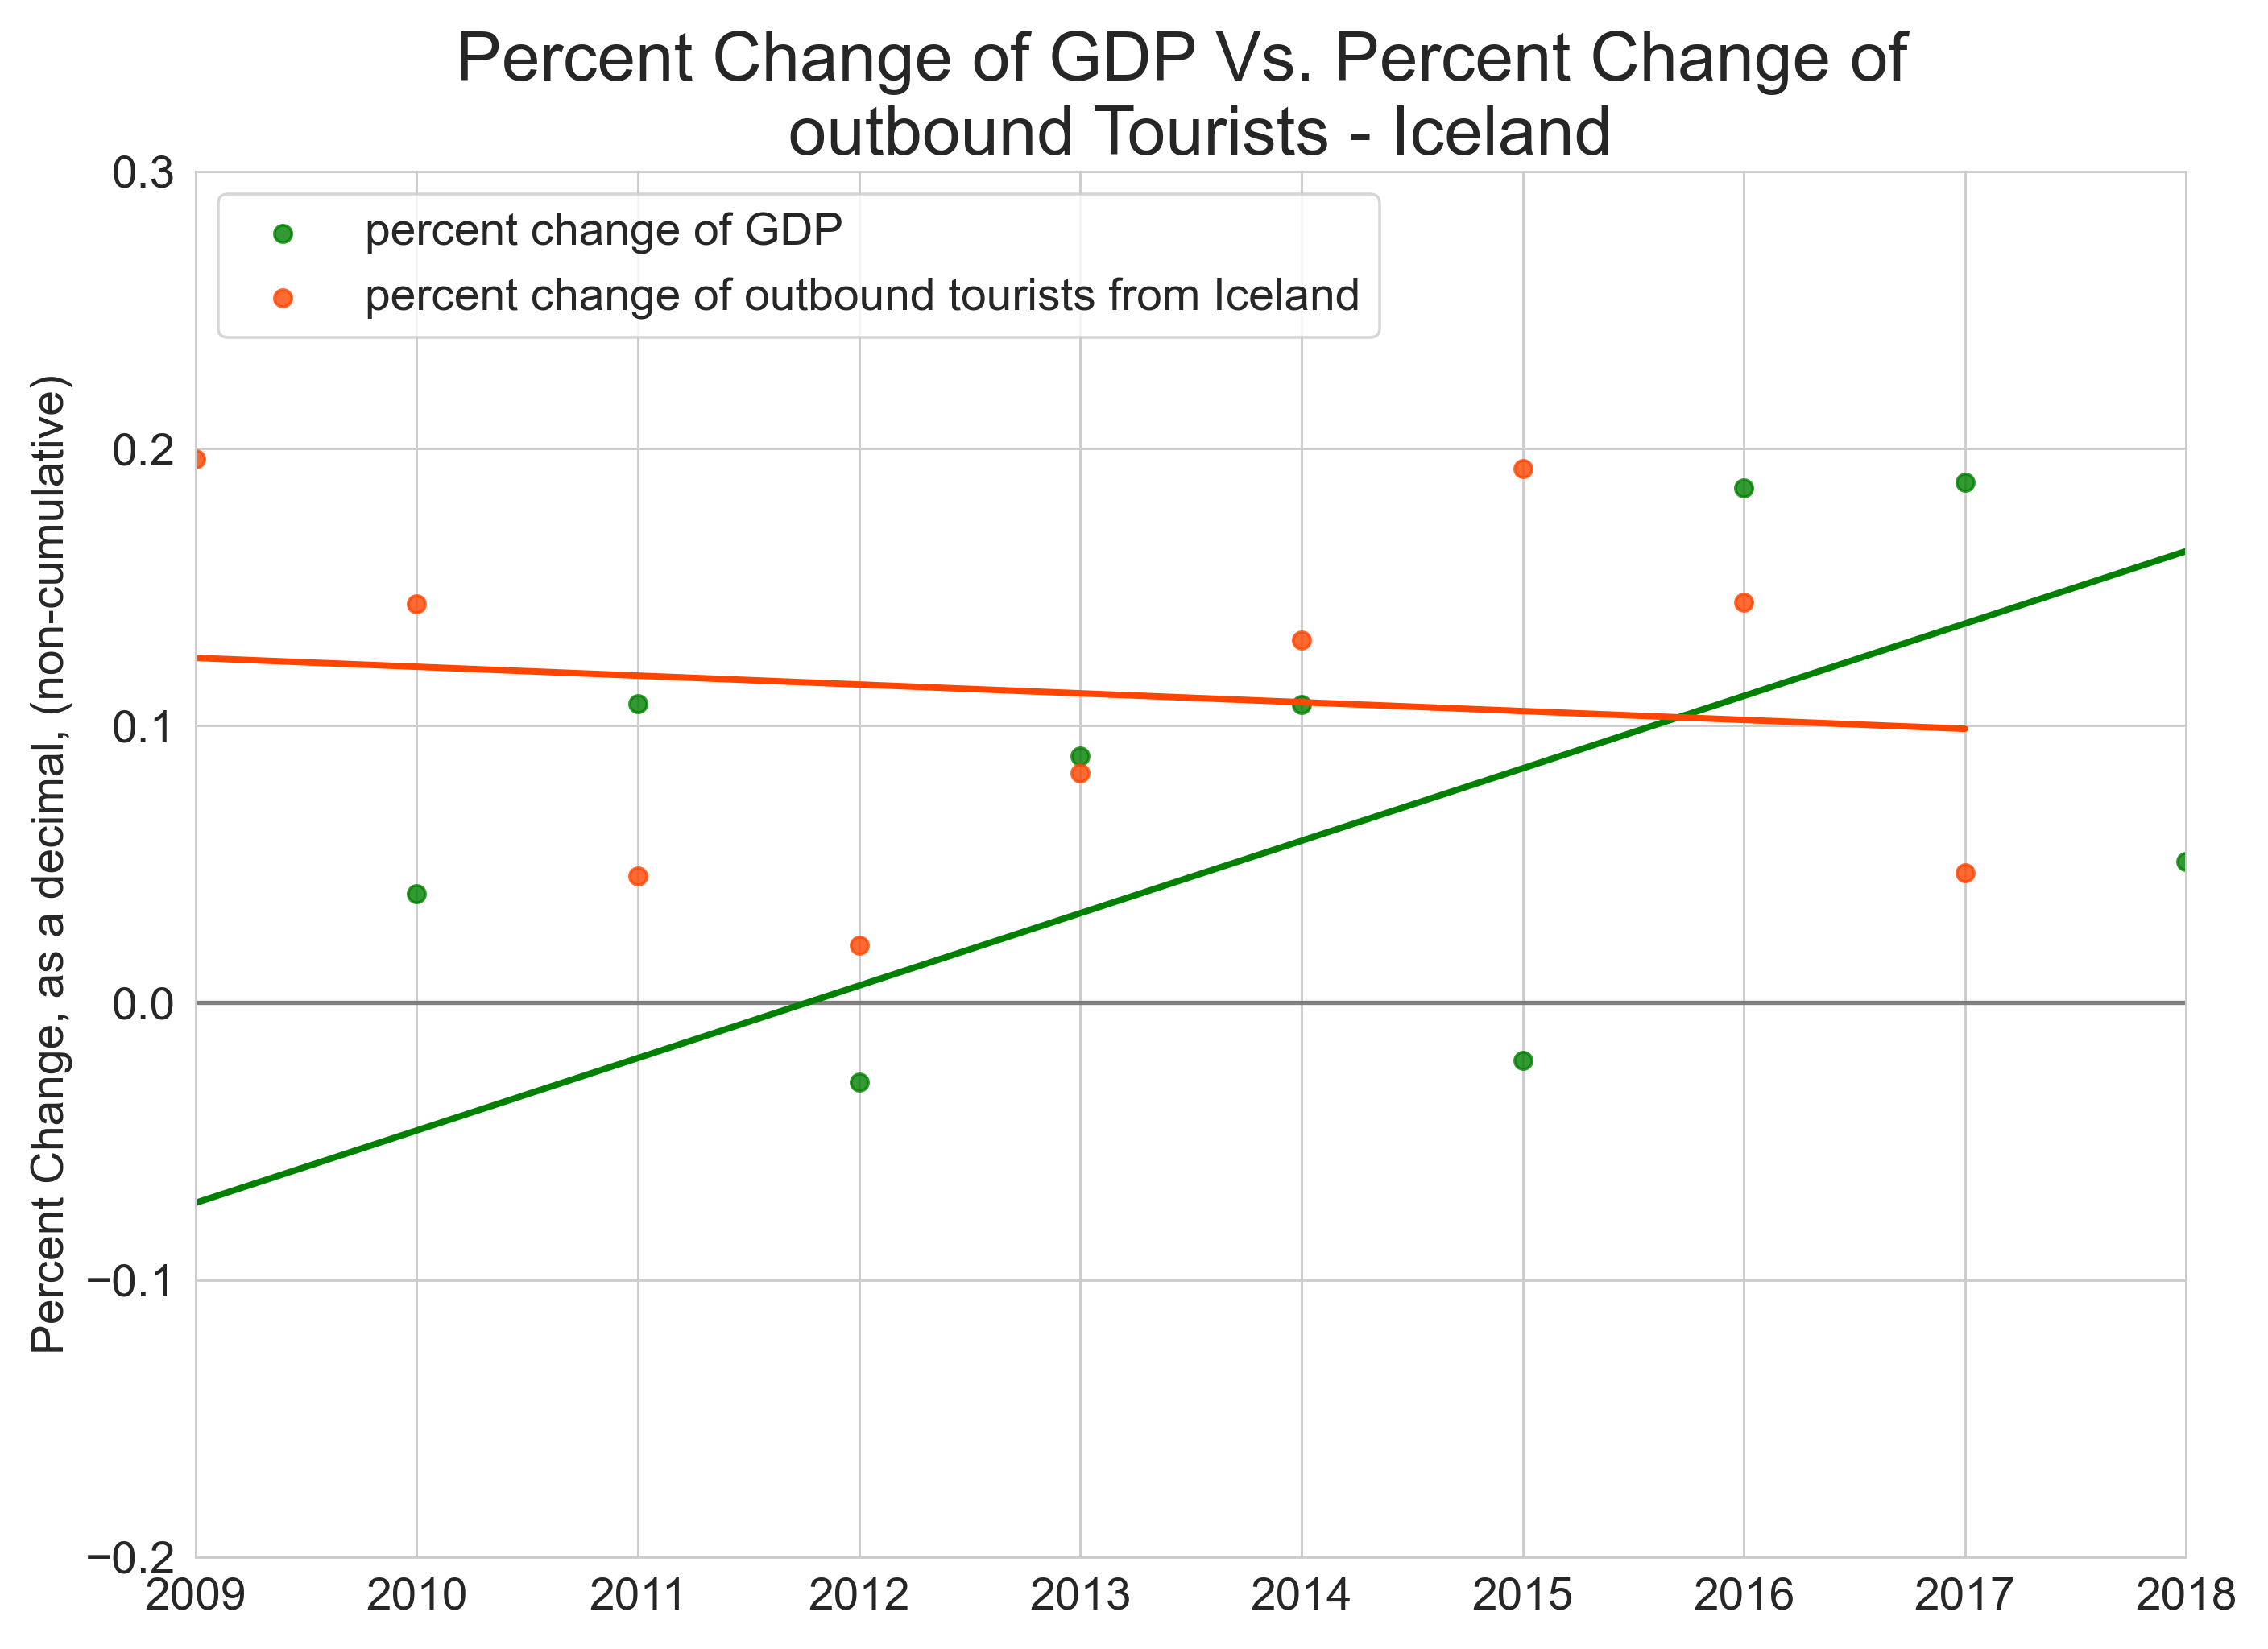 Percent Change of GDP Vs. Percent Change of
outbound Tourists - Iceland
percent change of GDP
percent change of outbound tourists from Iceland
Percent Change, as a decimal, (non-cumulative)
0.3
0.2
0.1
0.0
−0.1
−0.2
2009 2010 2011 2012 2013 2014 2015 2016 2017 2018